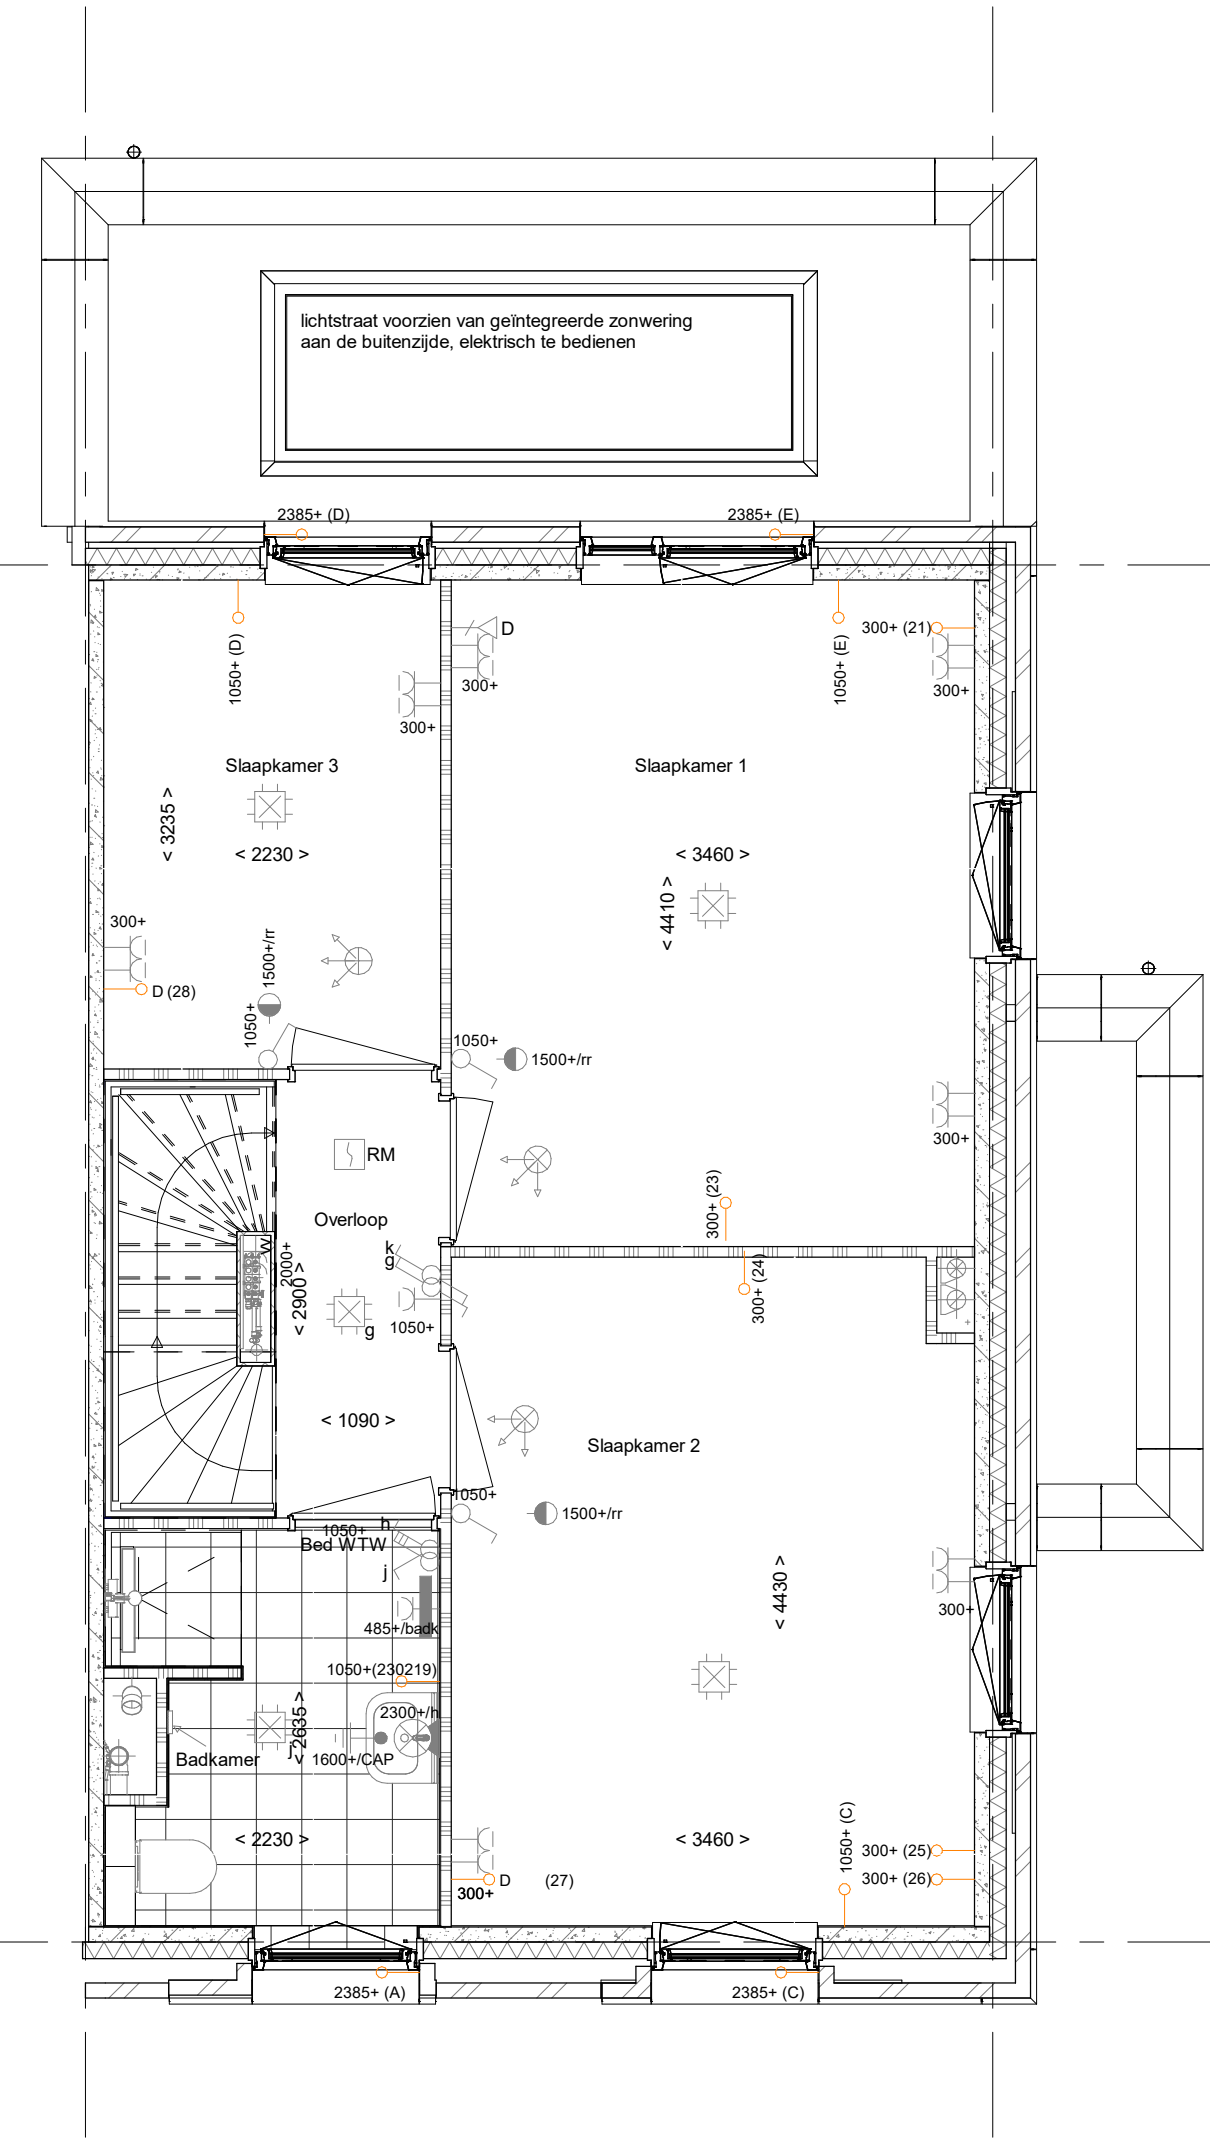 lichtstraat voorzien van geïntegreerde zonwering
aan de buitenzijde, elektrisch te bedienen
2385+ (D)
2385+ (E)
1050+ (D)
D
300+
300+
1050+ (E)
300+ (21)
300+
Slaapkamer 3
Slaapkamer 1
< 3235 >
< 2230 >
< 3460 >
< 4410 >
300+
D (28)
1500+/rr
1050+
1050+
1500+/rr
300+
RM
Overloop
300+ (23)
300+ (24)
k
g
W
2000+
< 2900 >
g
1050+
< 1090 >
Slaapkamer 2
1050+
1500+/rr
1050+
h
Bed WTW
j
485+/badk
< 4430 >
300+
1050+(230219)
2300+/h
< 2635 >
j
1600+/CAP
Badkamer
< 2230 >
< 3460 >
1050+ (C)
300+ (25)
300+ (26)
D
(27)
300+
2385+ (A)
2385+ (C)